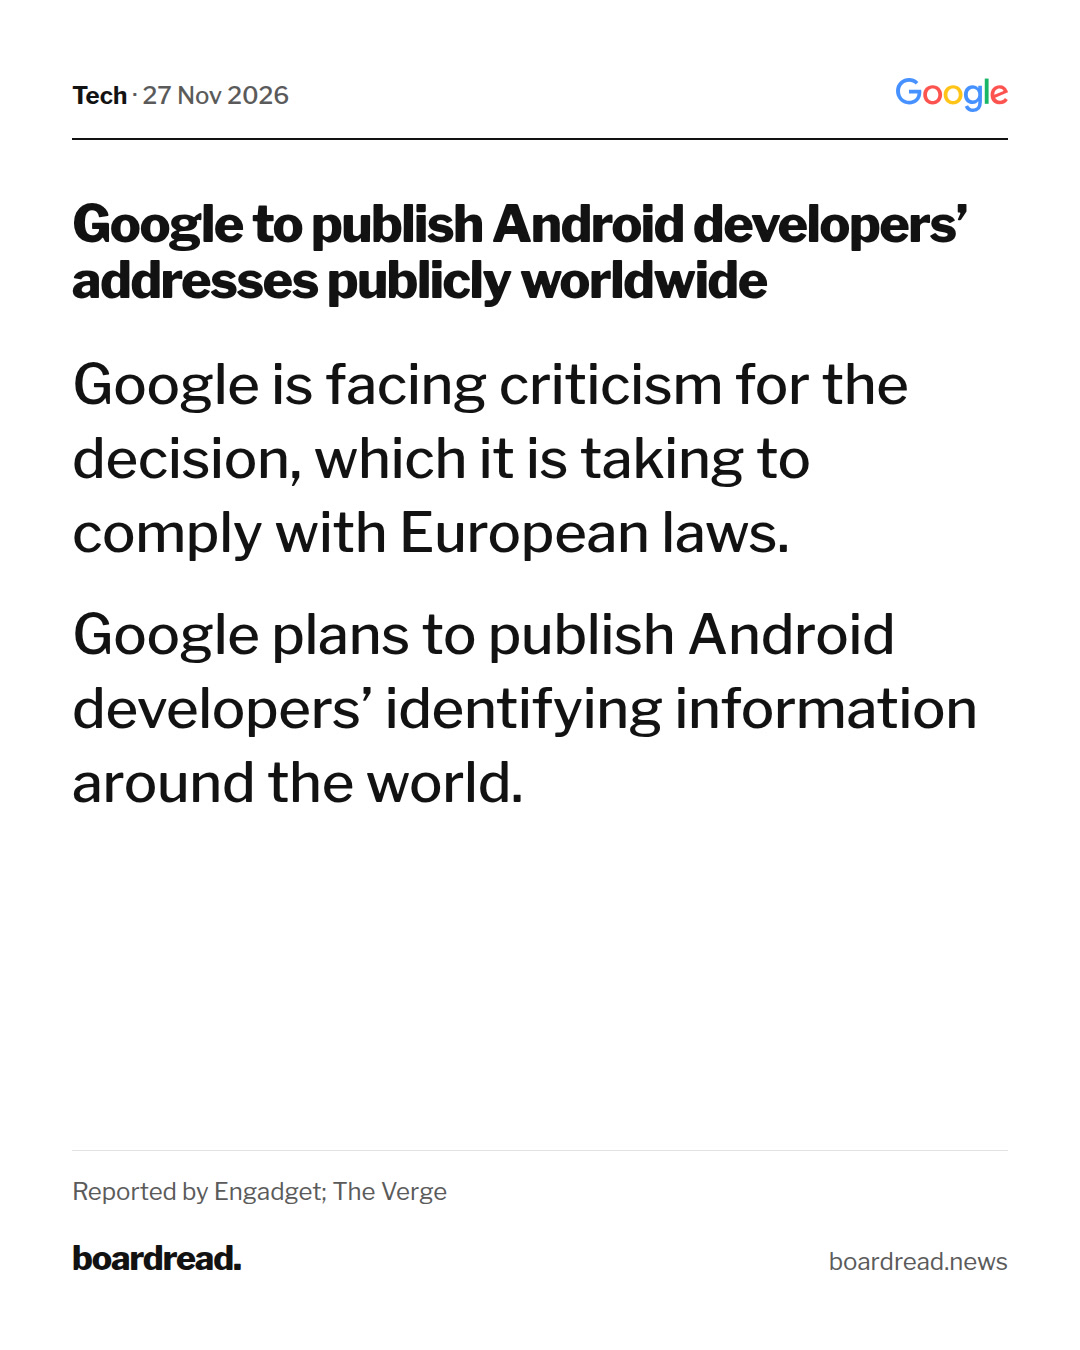 Tech · 27 Nov 2026
Google
Google to publish Android developers’
addresses publicly worldwide
Google is facing criticism for the
decision, which it is taking to
comply with European laws.
Google plans to publish Android
developers’ identifying information
around the world.
Reported by Engadget; The Verge
boardread.
boardread.news